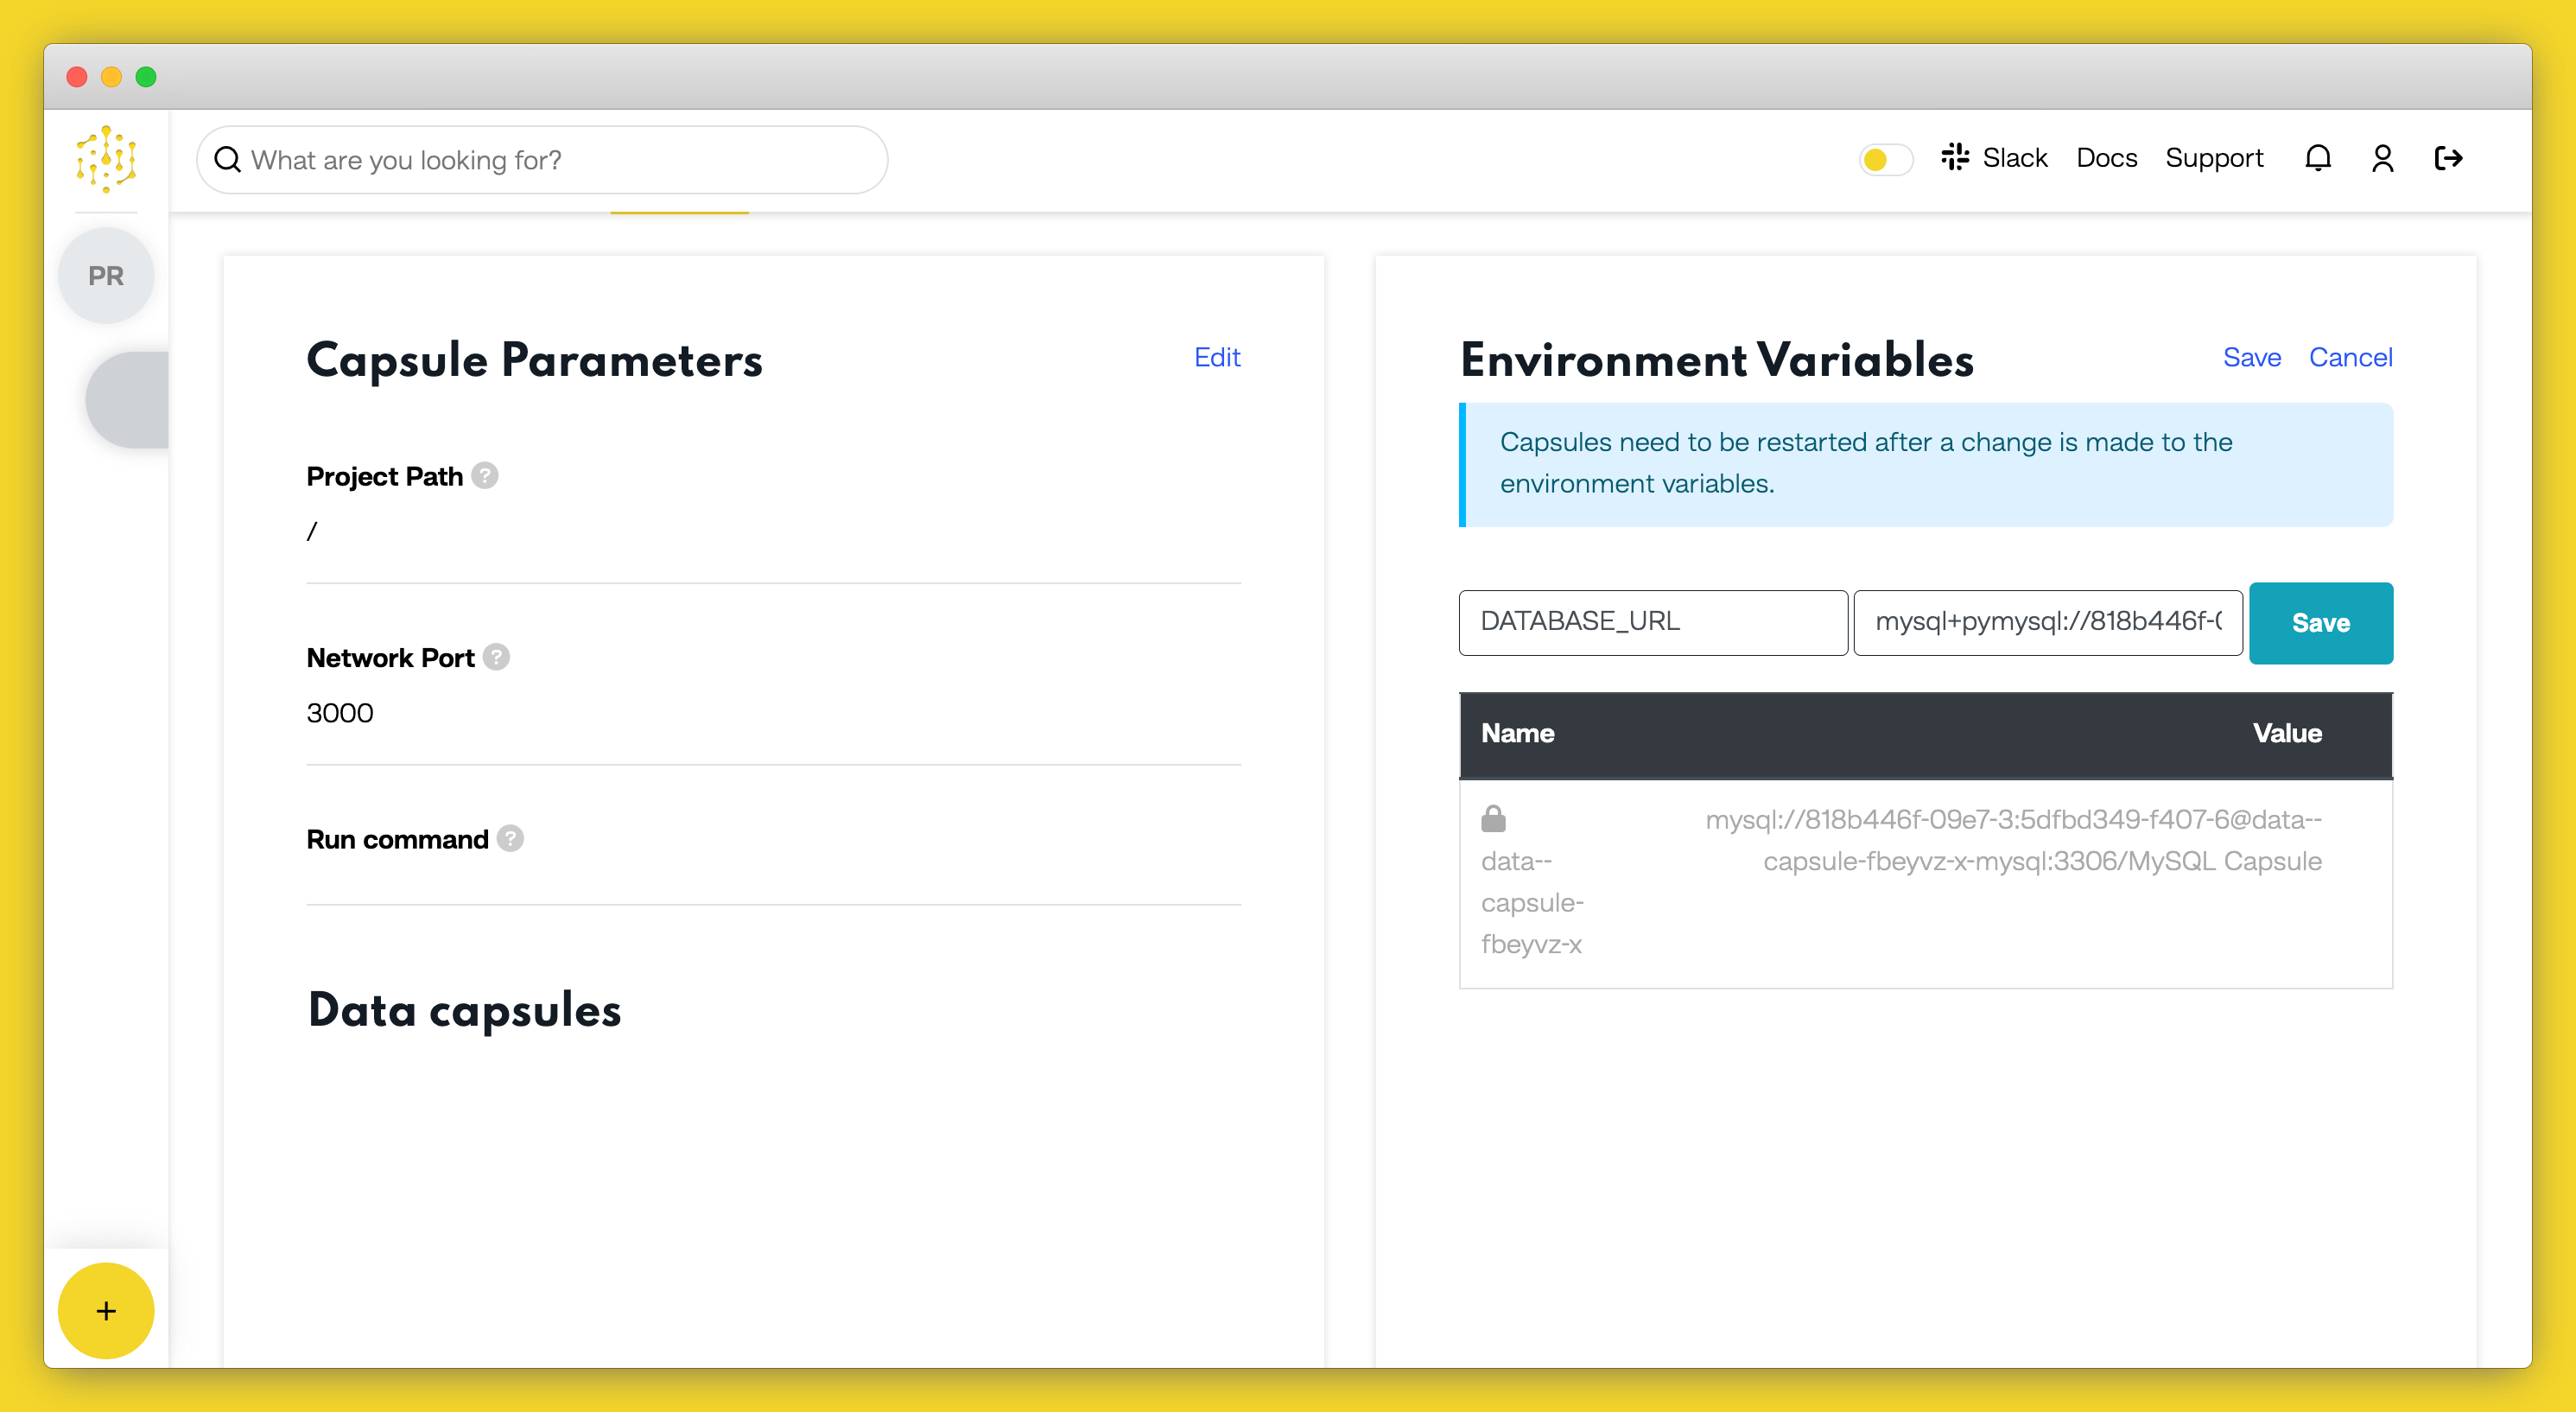 What are you looking for?
Slack Docs Support
PR
Capsule Parameters
Edit
Project Path ?
/
Network Port ?
3000
Run command ?
Data capsules
Environment Variables
Save Cancel
Capsules need to be restarted after a change is made to the
environment variables.
DATABASE_URL
mysql+pymysql://818b446f-
Save
Name Value
data--
capsule-
fbeyvz-x
mysql://818b446f-09e7-3:5dfbd349-f407-6@data--
capsule-fbeyvz-x-mysql:3306/MySQL Capsule
+